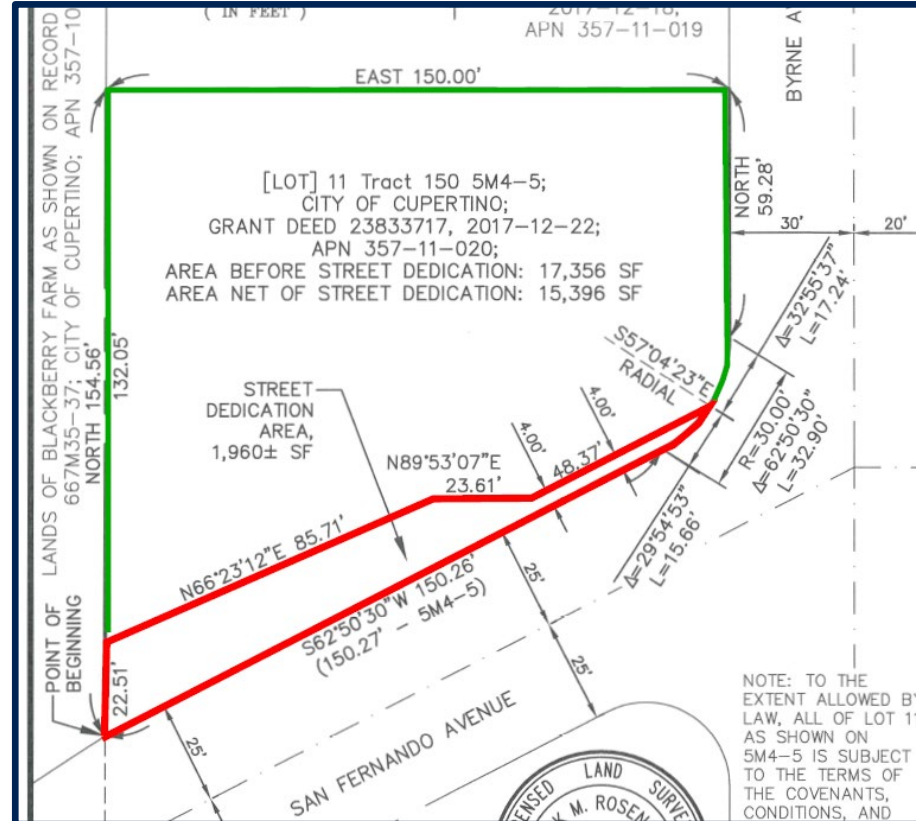 ( IN FEET )
2017-12-18,
APN 357-11-019
BYRNE AV
LANDS OF BLACKBERRY FARM AS SHOWN ON RECORD
667M35-37; CITY OF CUPERTINO; APN 357-10
EAST 150.00'
[LOT] 11 Tract 150 5M4-5;
CITY OF CUPERTINO;
GRANT DEED 23833717, 2017-12-22;
APN 357-11-020;
AREA BEFORE STREET DEDICATION: 17,356 SF
AREA NET OF STREET DEDICATION: 15,396 SF
NORTH
59.28'
30'
20'
NORTH 154.56'
132.05'
Δ=32°55'37"
L=17.24'
S57°04'23"E
RADIAL
STREET
DEDICATION
AREA,
1,960± SF
4.00'
4.00'
R=30.00'
Δ=62°50'30"
L=32.90'
N89°53'07"E
23.61'
48.37'
N66°23'12"E 85.71'
Δ=29°54'53"
L=15.66'
S62°50'30"W 150.26'
(150.27' - 5M4-5)
25'
25'
POINT OF
BEGINNING
22.51'
25'
SAN FERNANDO AVENUE
NOTE: TO THE
EXTENT ALLOWED BY
LAW, ALL OF LOT 11
AS SHOWN ON
5M4-5 IS SUBJECT
TO THE TERMS OF
THE COVENANTS,
CONDITIONS, AND
ENSED LAND SURVE
K M. ROSEN